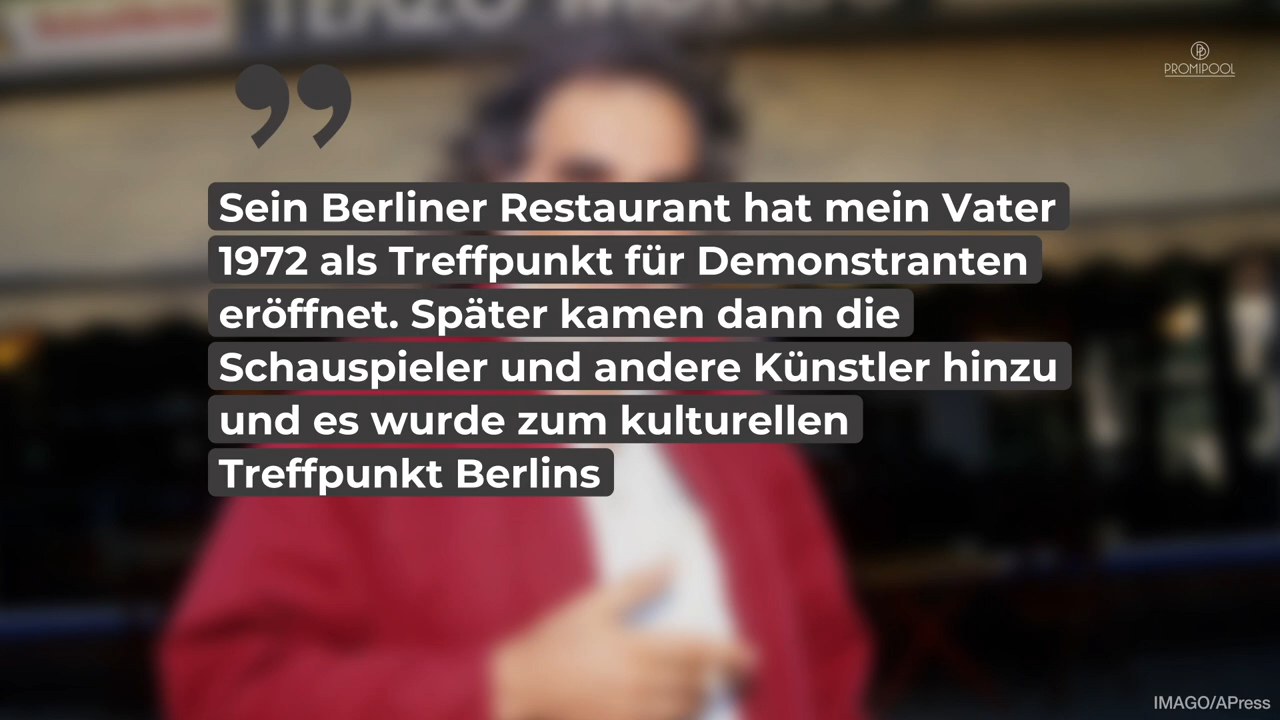 PROMIPOOL
Sein Berliner Restaurant hat mein Vater
1972 als Treffpunkt für Demonstranten
eröffnet. Später kamen dann die
Schauspieler und andere Künstler hinzu
und es wurde zum kulturellen
Treffpunkt Berlins
IMAGO/APress